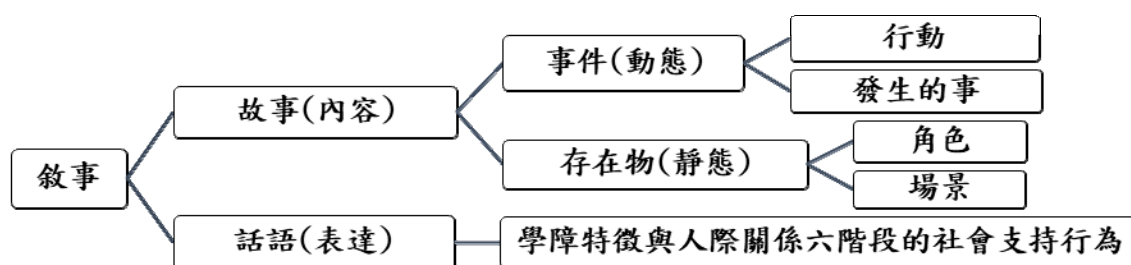 敘事
故事(內容)
事件(動態)
行動
發生的事
存在物(靜態)
角色
場景
話語(表達)
學障特徵與人際關係六階段的社會支持行為